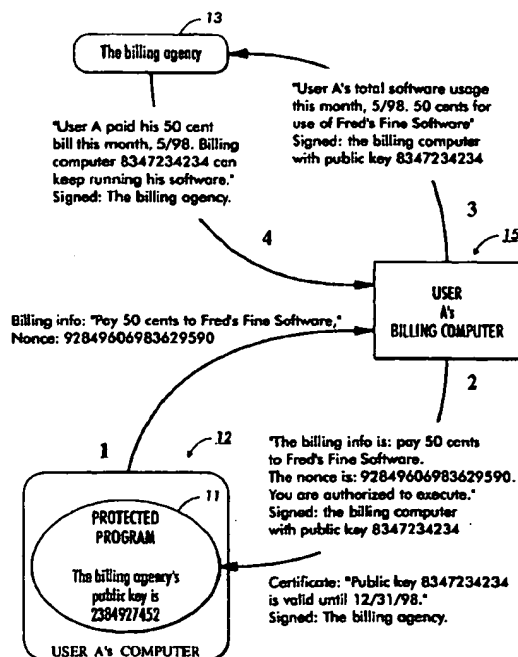 13
The billing agency
"User A's total software usage
this month, 5/98. 50 cents for
use of Fred's Fine Software"
Signed: the billing computer
with public key 8347234234
"User A paid his 50 cent
bill this month, 5/98. Billing
computer 8347234234 can
keep running his software."
Signed: The billing agency.
3
4
15
USER
A's
BILLING COMPUTER
Billing info: "Pay 50 cents to Fred's Fine Software,"
Nonce: 92849606983629590
2
1
12
"The billing info is: pay 50 cents
to Fred's Fine Software.
The nonce is: 92849606983629590.
You are authorized to execute."
Signed: the billing computer
with public key 8347234234
11
PROTECTED
PROGRAM
The billing agency's
public key is
2384927452
Certificate: "Public key 8347234234
is valid until 12/31/98."
Signed: The billing agency.
USER A's COMPUTER